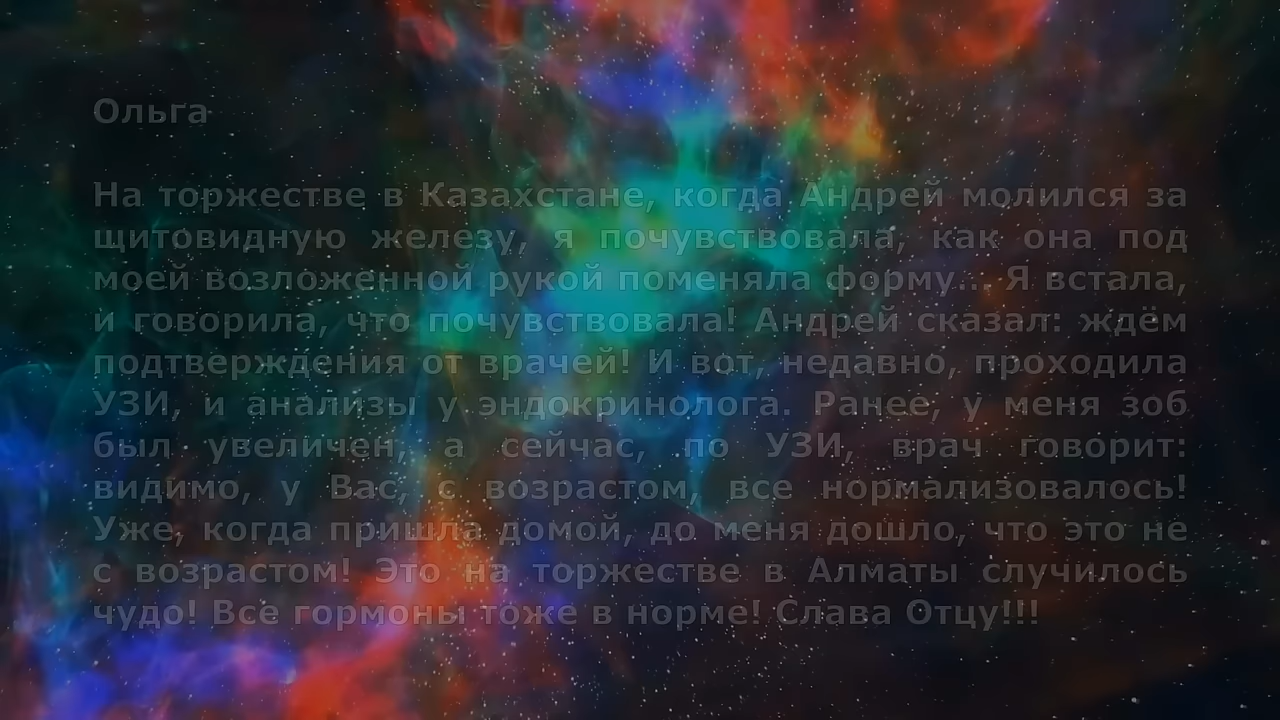 Ольга
На торжестве в Казахстане, когда Андрей молился за
щитовидную железу, я почувствовала, как она под
моей возложенной рукой поменяла форму... Я встала,
и говорила, что почувствовала! Андрей сказал: ждём
подтверждения от врачей! И вот, недавно, проходила
УЗИ, и анализы у эндокринолога. Ранее, у меня зоб
был увеличен, а сейчас, по УЗИ, врач говорит:
видимо, у Вас, с возрастом, все нормализовалось!
Уже, когда пришла домой, до меня дошло, что это не
с возрастом! Это на торжестве в Алматы случилось
чудо! Все гормоны тоже в норме! Слава Отцу!!!